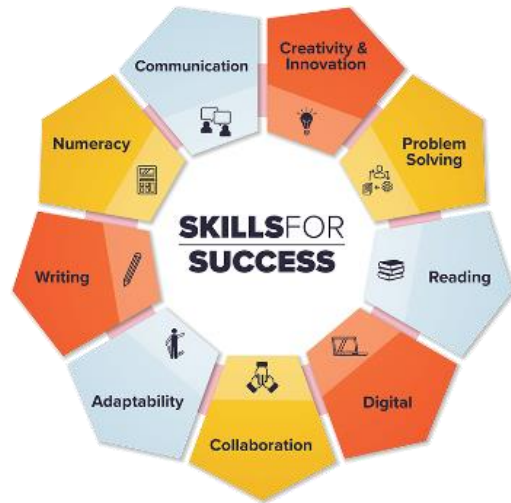 Communication
Creativity &
Innovation
Problem
Solving
Reading
Digital
Collaboration
Adaptability
Writing
Numeracy
SKILLSFOR
SUCCESS